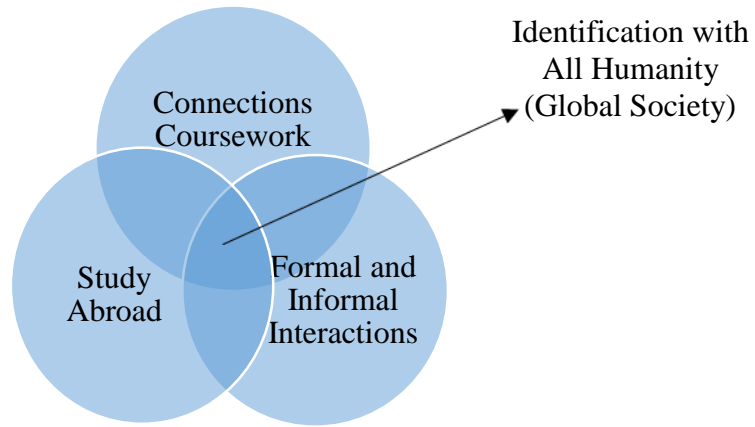 Identification with
All Humanity
(Global Society)
Connections
Coursework
Study
Abroad
Formal and
Informal
Interactions